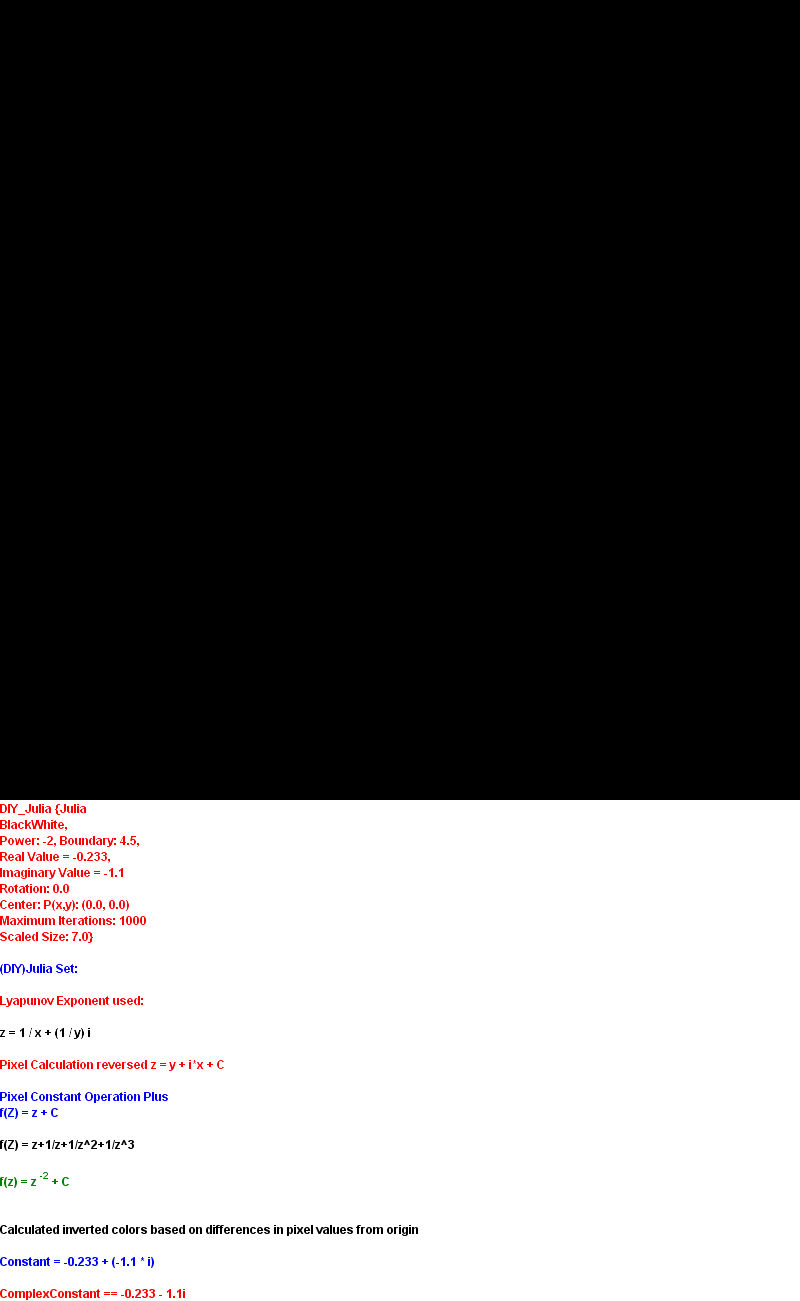 DIY_Julia {Julia
BlackWhite,
Power: -2, Boundary: 4.5,
Real Value = -0.233,
Imaginary Value = -1.1
Rotation: 0.0
Center: P(x,y): (0.0, 0.0)
Maximum Iterations: 1000
Scaled Size: 7.0}
(DIY)Julia Set:
Lyapunov Exponent used:
z = 1 / x + (1 / y) i
Pixel Calculation reversed z = y + i*x + C
Pixel Constant Operation Plus
f(Z) = z + C
f(Z) = z+1/z+1/z^2+1/z^3
f(z) = z -2 + C
Calculated inverted colors based on differences in pixel values from origin
Constant = -0.233 + (-1.1 * i)
ComplexConstant == -0.233 - 1.1i